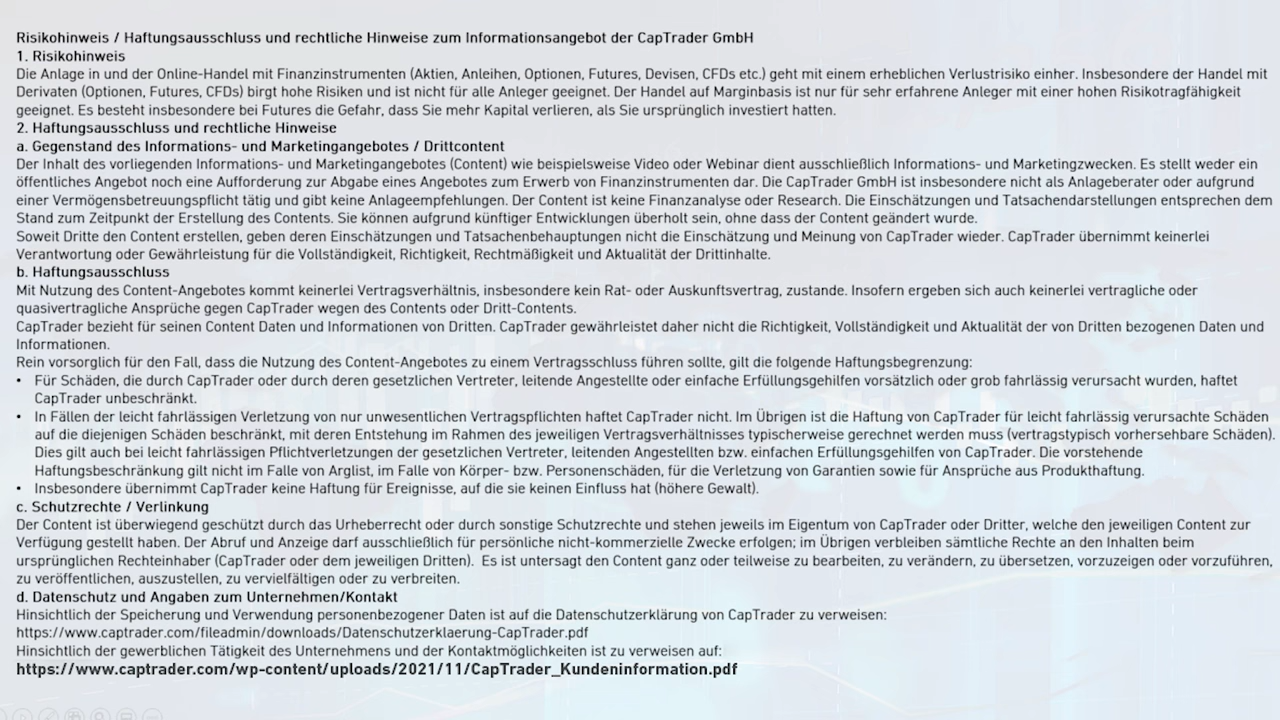 Risikohinweis / Haftungsausschluss und rechtliche Hinweise zum Informationsangebot der CapTrader GmbH
1. Risikohinweis
Die Anlage in und der Online-Handel mit Finanzinstrumenten (Aktien, Anleihen, Optionen, Futures, Devisen, CFDs etc.) geht mit einem erheblichen Verlustrisiko einher. Insbesondere der Handel mit
Derivaten (Optionen, Futures, CFDs) birgt hohe Risiken und ist nicht für alle Anleger geeignet. Der Handel auf Marginbasis ist nur für sehr erfahrene Anleger mit einer hohen Risikotragfähigkeit
geeignet. Es besteht insbesondere bei Futures die Gefahr, dass Sie mehr Kapital verlieren, als Sie ursprünglich investiert hatten.
2. Haftungsausschluss und rechtliche Hinweise
a. Gegenstand des Informations- und Marketingangebotes / Drittcontent
Der Inhalt des vorliegenden Informations- und Marketingangebotes (Content) wie beispielsweise Video oder Webinar dient ausschließlich Informations- und Marketingzwecken. Es stellt weder ein
öffentliches Angebot noch eine Aufforderung zur Abgabe eines Angebotes zum Erwerb von Finanzinstrumenten dar. Die CapTrader GmbH ist insbesondere nicht als Anlageberater oder aufgrund
einer Vermögensbetreuungspflicht tätig und gibt keine Anlageempfehlungen. Der Content ist keine Finanzanalyse oder Research. Die Einschätzungen und Tatsachendarstellungen entsprechen dem
Stand zum Zeitpunkt der Erstellung des Contents. Sie können aufgrund künftiger Entwicklungen überholt sein, ohne dass der Content geändert wurde.
Soweit Dritte den Content erstellen, geben deren Einschätzungen und Tatsachenbehauptungen nicht die Einschätzung und Meinung von CapTrader wieder. CapTrader übernimmt keinerlei
Verantwortung oder Gewährleistung für die Vollständigkeit, Richtigkeit, Rechtmäßigkeit und Aktualität der Drittinhalte.
b. Haftungsausschluss
Mit Nutzung des Content-Angebotes kommt keinerlei Vertragsverhältnis, insbesondere kein Rat- oder Auskunftsvertrag, zustande. Insofern ergeben sich auch keinerlei vertragliche oder
quasivertragliche Ansprüche gegen CapTrader wegen des Contents oder Dritt-Contents.
CapTrader bezieht für seinen Content Daten und Informationen von Dritten. CapTrader gewährleistet daher nicht die Richtigkeit, Vollständigkeit und Aktualität der von Dritten bezogenen Daten und
Informationen.
Rein vorsorglich für den Fall, dass die Nutzung des Content-Angebotes zu einem Vertragsschluss führen sollte, gilt die folgende Haftungsbegrenzung:
• Für Schäden, die durch CapTrader oder durch deren gesetzlichen Vertreter, leitende Angestellte oder einfache Erfüllungsgehilfen vorsätzlich oder grob fahrlässig verursacht wurden, haftet
CapTrader unbeschränkt.
• In Fällen der leicht fahrlässigen Verletzung von nur unwesentlichen Vertragspflichten haftet CapTrader nicht. Im Übrigen ist die Haftung von CapTrader für leicht fahrlässig verursachte Schäden
auf die diejenigen Schäden beschränkt, mit deren Entstehung im Rahmen des jeweiligen Vertragsverhältnisses typischerweise gerechnet werden muss (vertragstypisch vorhersehbare Schäden).
Dies gilt auch bei leicht fahrlässigen Pflichtverletzungen der gesetzlichen Vertreter, leitenden Angestellten bzw. einfachen Erfüllungsgehilfen von CapTrader. Die vorstehende
Haftungsbeschränkung gilt nicht im Falle von Arglist, im Falle von Körper- bzw. Personenschäden, für die Verletzung von Garantien sowie für Ansprüche aus Produkthaftung.
• Insbesondere übernimmt CapTrader keine Haftung für Ereignisse, auf die sie keinen Einfluss hat (höhere Gewalt).
c. Schutzrechte / Verlinkung
Der Content ist überwiegend geschützt durch das Urheberrecht oder durch sonstige Schutzrechte und stehen jeweils im Eigentum von CapTrader oder Dritter, welche den jeweiligen Content zur
Verfügung gestellt haben. Der Abruf und Anzeige darf ausschließlich für persönliche nicht-kommerzielle Zwecke erfolgen; im Übrigen verbleiben sämtliche Rechte an den Inhalten beim
ursprünglichen Rechteinhaber (CapTrader oder dem jeweiligen Dritten). Es ist untersagt den Content ganz oder teilweise zu bearbeiten, zu verändern, zu übersetzen, vorzuzeigen oder vorzuführen,
zu veröffentlichen, auszustellen, zu vervielfältigen oder zu verbreiten.
d. Datenschutz und Angaben zum Unternehmen/Kontakt
Hinsichtlich der Speicherung und Verwendung personenbezogener Daten ist auf die Datenschutzerklärung von CapTrader zu verweisen:
https://www.captrader.com/fileadmin/downloads/Datenschutzerklaerung-CapTrader.pdf
Hinsichtlich der gewerblichen Tätigkeit des Unternehmens und der Kontaktmöglichkeiten ist zu verweisen auf:
https://www.captrader.com/wp-content/uploads/2021/11/CapTrader_Kundeninformation.pdf